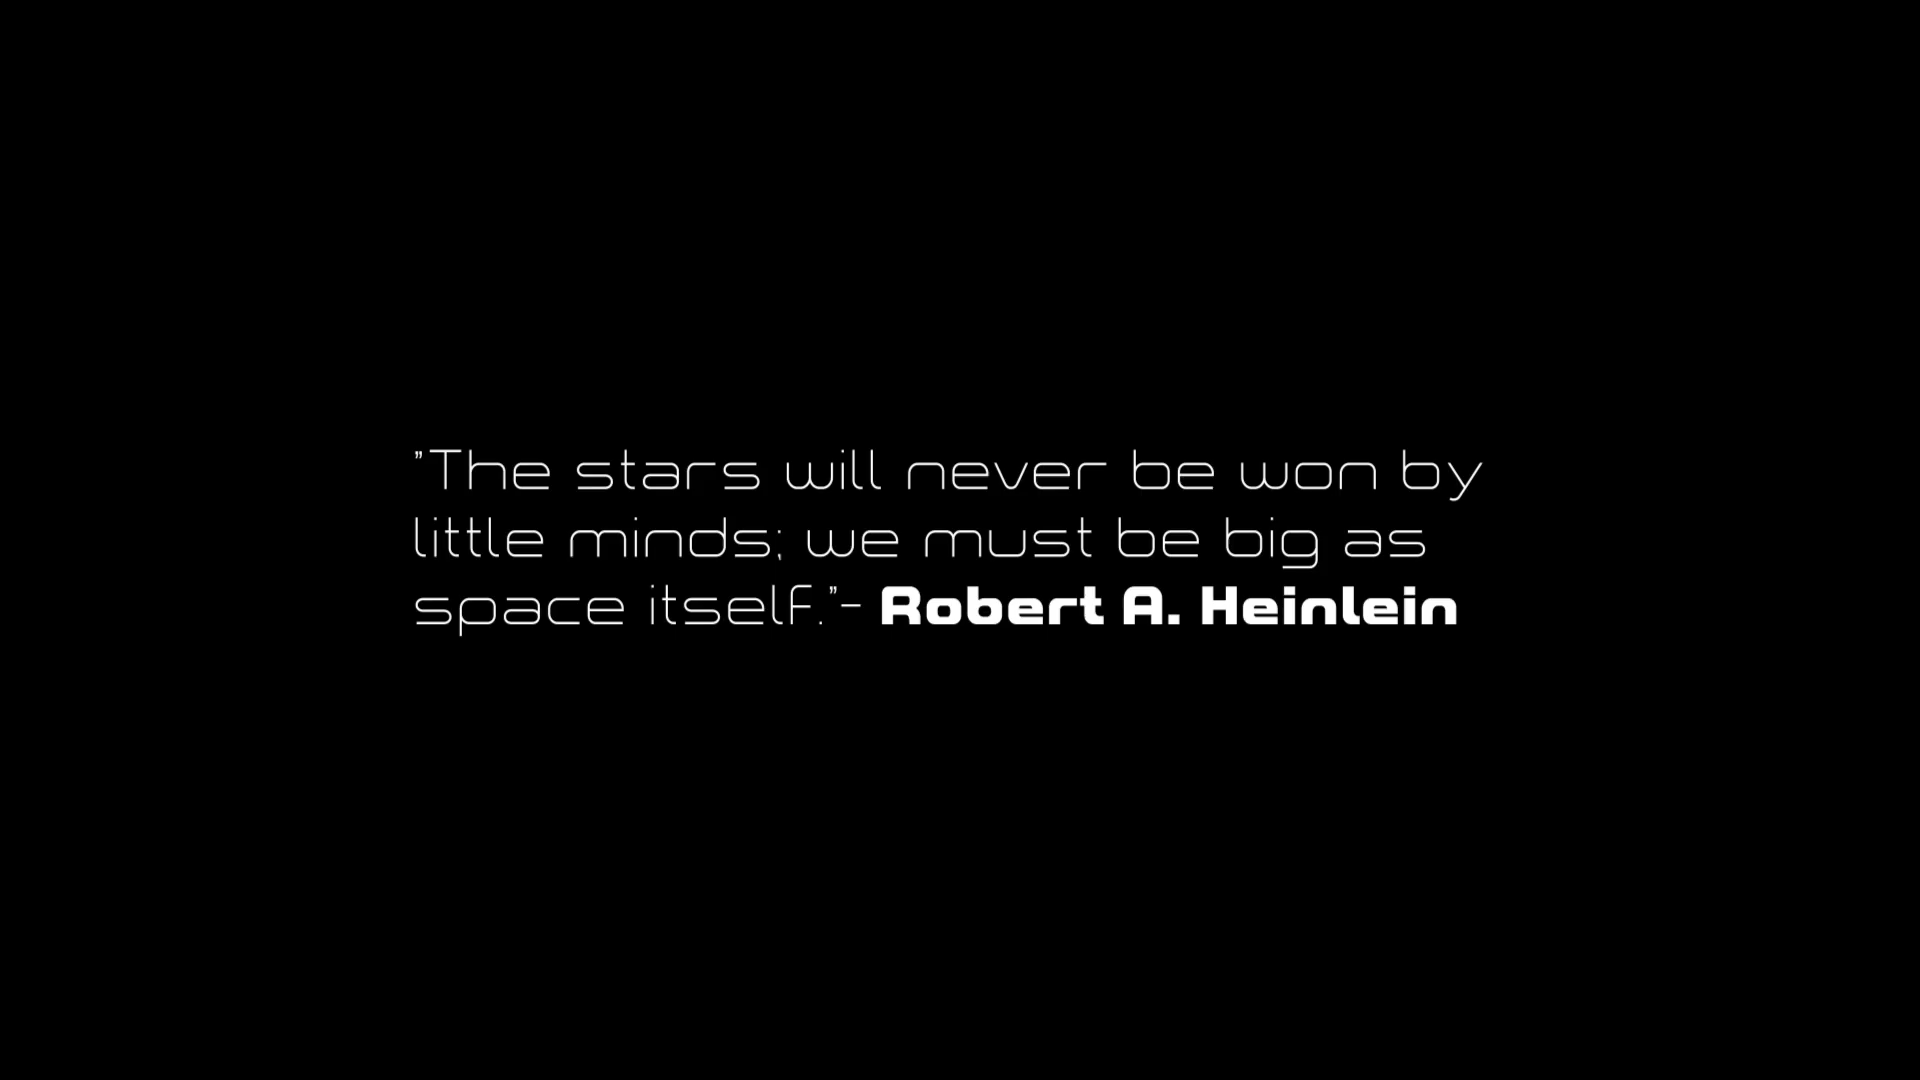 "The stars will never be won by
little minds; we must be big as
space itself."- Robert A. Heinlein